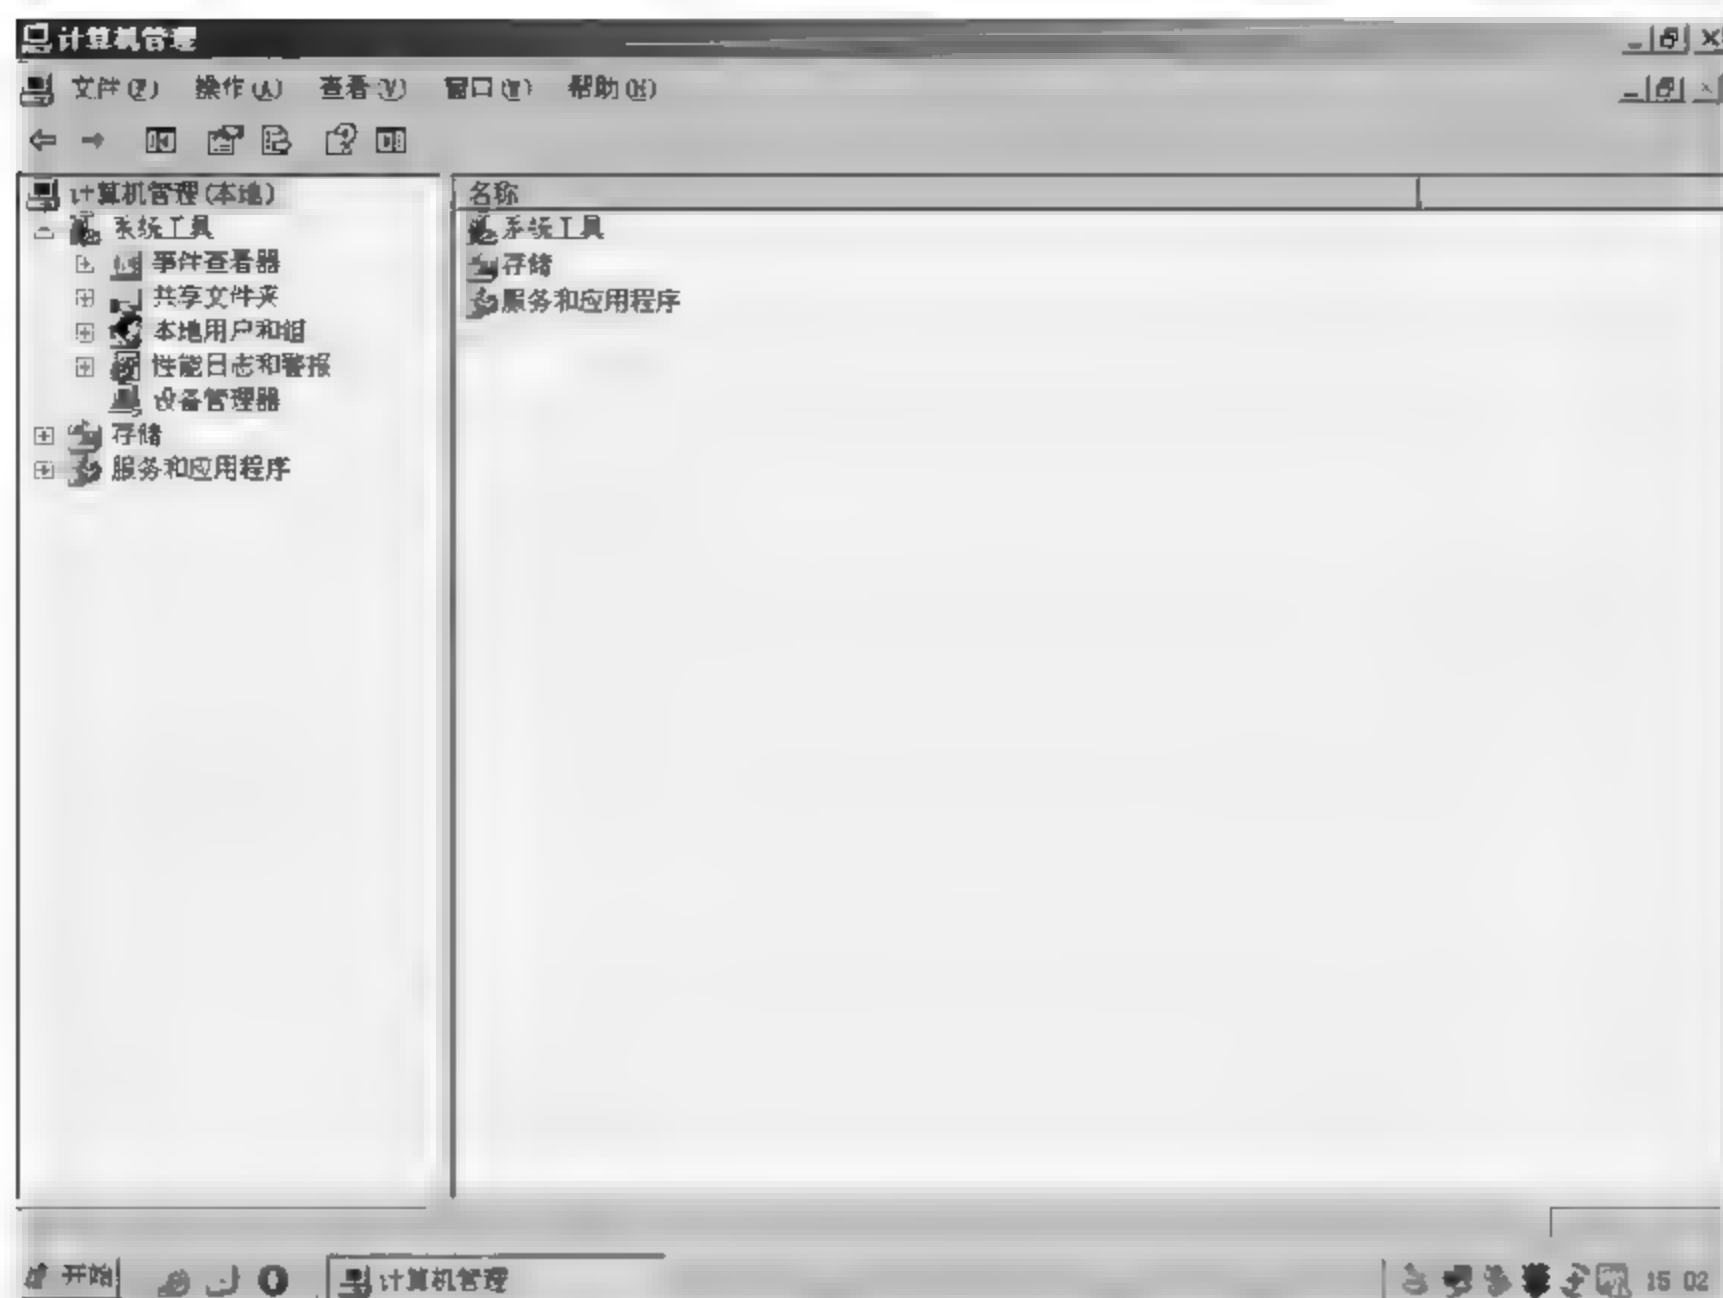 计算机管理
文件(F) 操作(A) 查看(V) 窗口(W) 帮助(H)
计算机管理(本地)
系统工具
事件查看器
共享文件夹
本地用户和组
性能日志和警报
设备管理器
存储
服务和应用程序
名称
系统工具
存储
服务和应用程序
开始 计算机管理 15 02